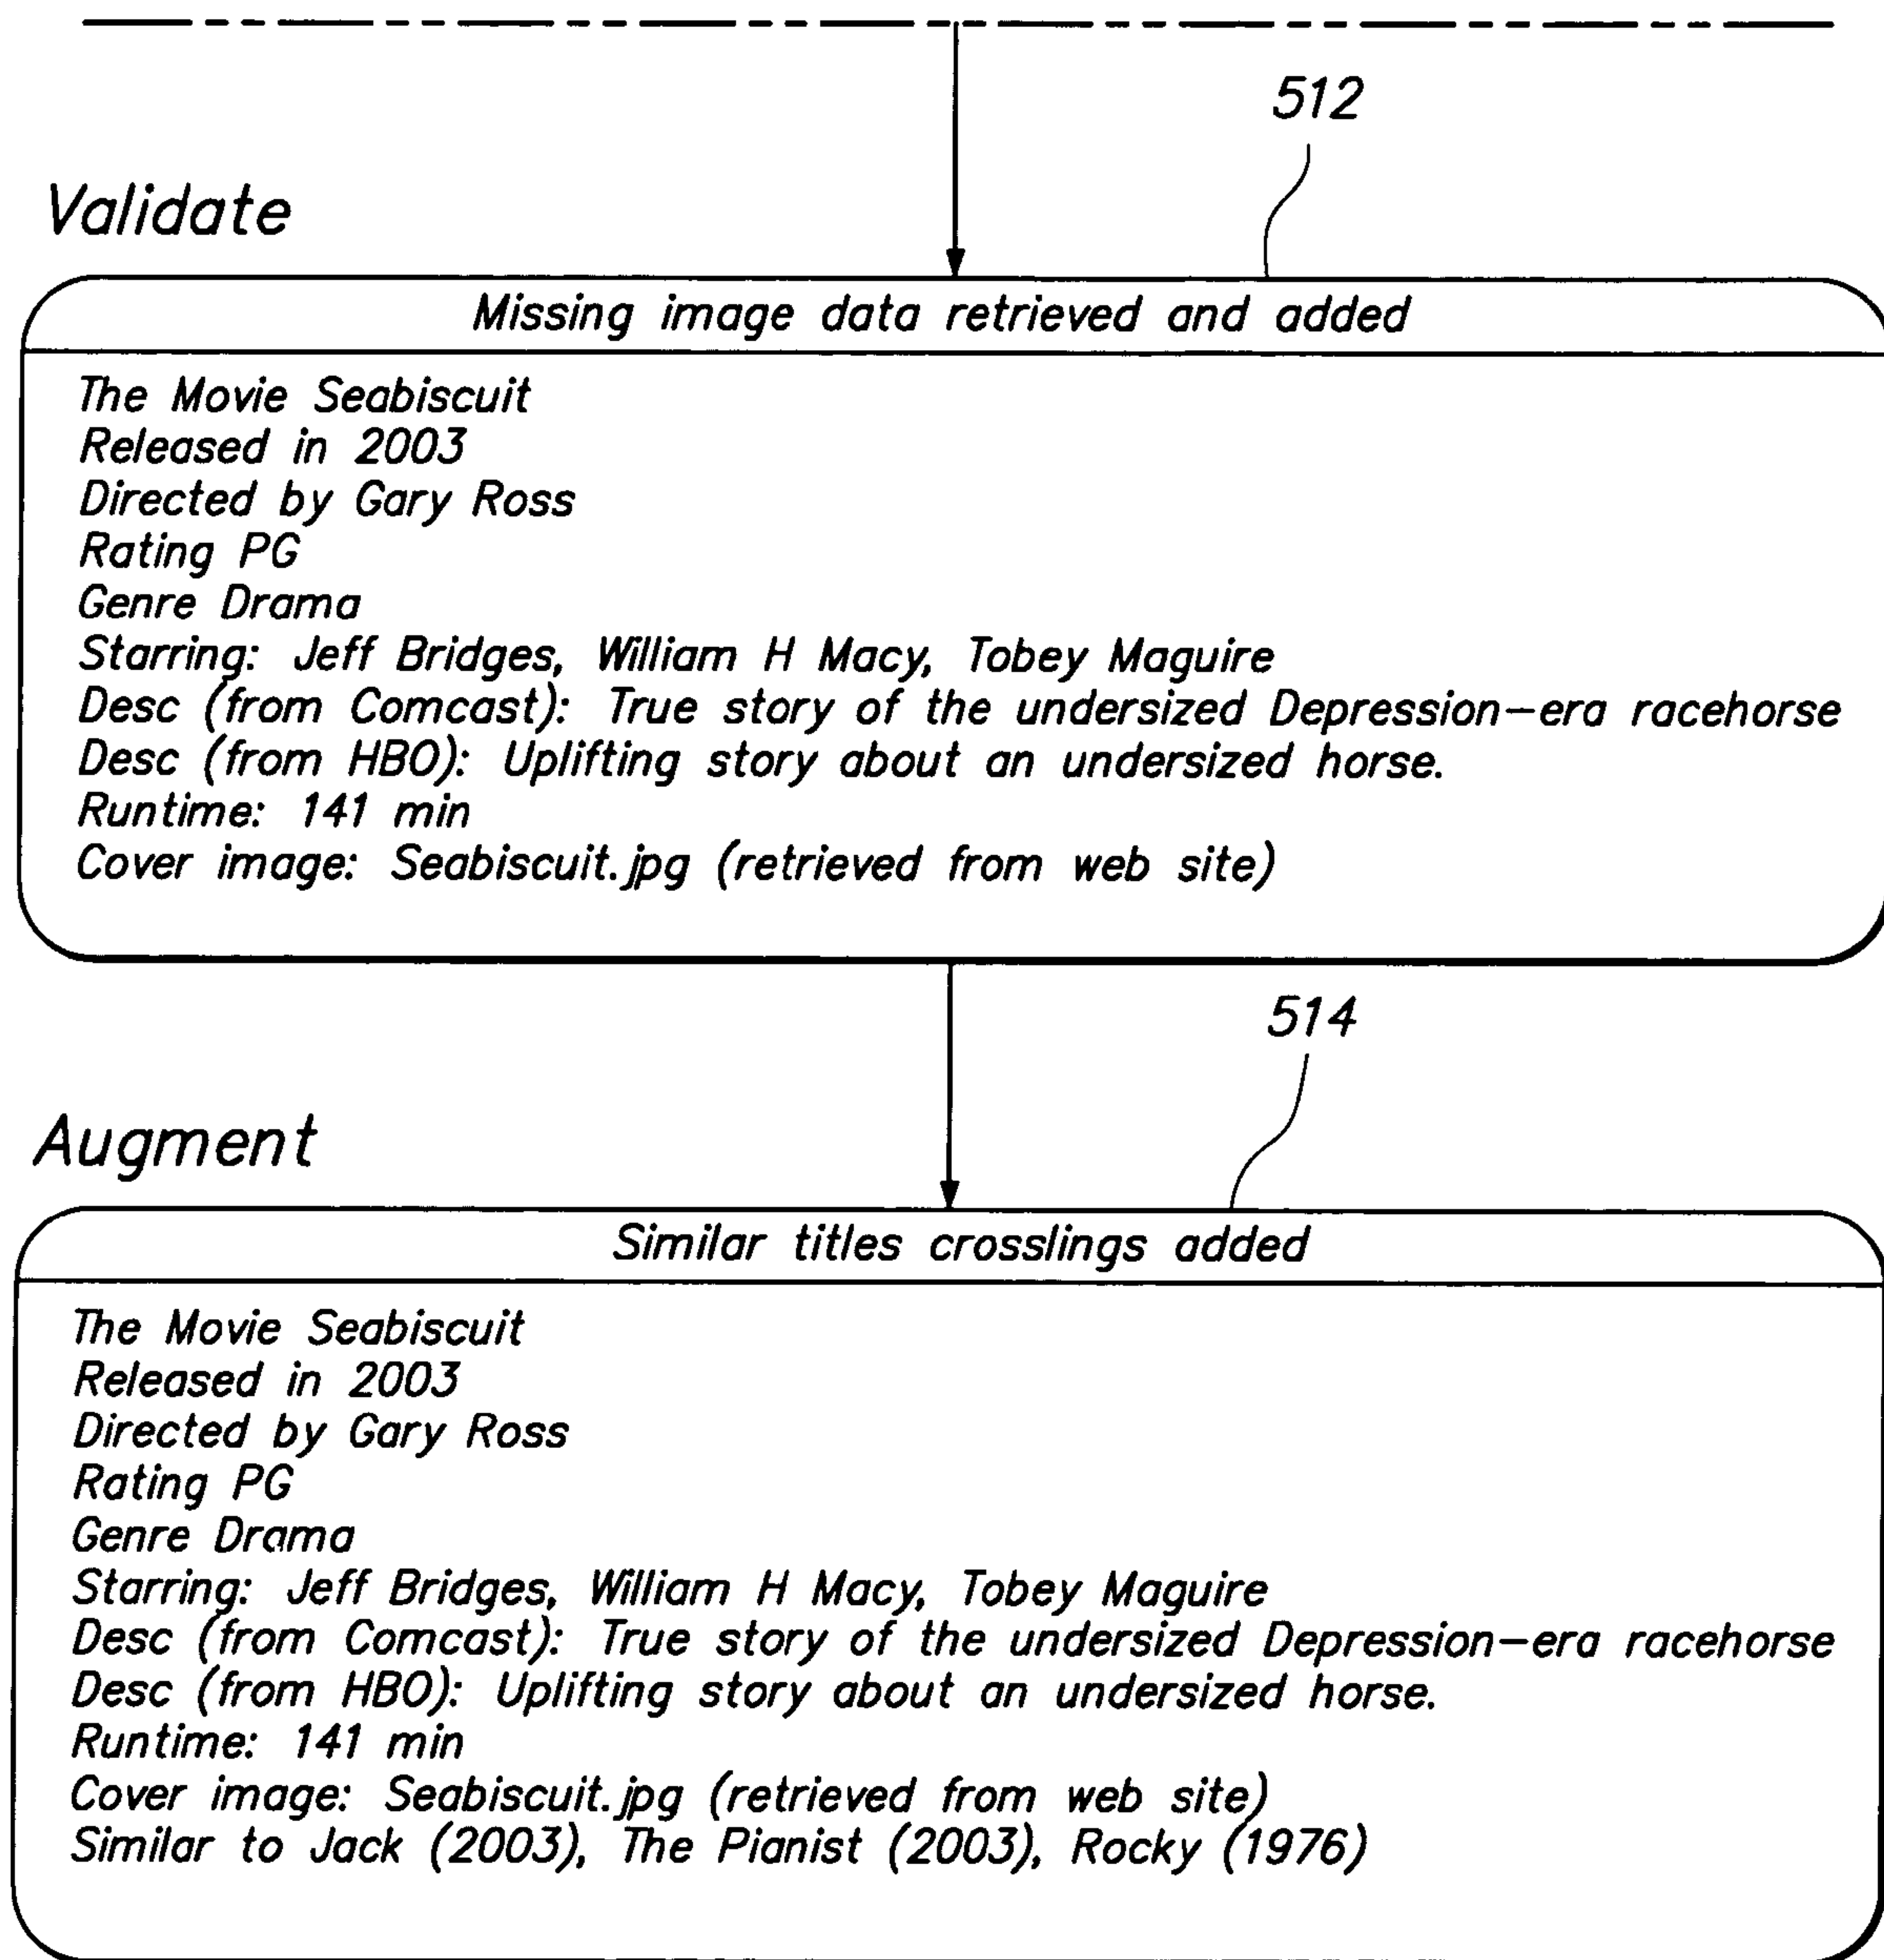 512
Validate
Missing image data retrieved and added
The Movie Seabiscuit
Released in 2003
Directed by Gary Ross
Rating PG
Genre Drama
Starring: Jeff Bridges, William H Macy, Tobey Maguire
Desc (from Comcast): True story of the undersized Depression-era racehorse
Desc (from HBO): Uplifting story about an undersized horse.
Runtime: 141 min
Cover image: Seabiscuit.jpg (retrieved from web site)
514
Augment
Similar titles crosslings added
The Movie Seabiscuit
Released in 2003
Directed by Gary Ross
Rating PG
Genre Drama
Starring: Jeff Bridges, William H Macy, Tobey Maguire
Desc (from Comcast): True story of the undersized Depression-era racehorse
Desc (from HBO): Uplifting story about an undersized horse.
Runtime: 141 min
Cover image: Seabiscuit.jpg (retrieved from web site)
Similar to Jack (2003), The Pianist (2003), Rocky (1976)